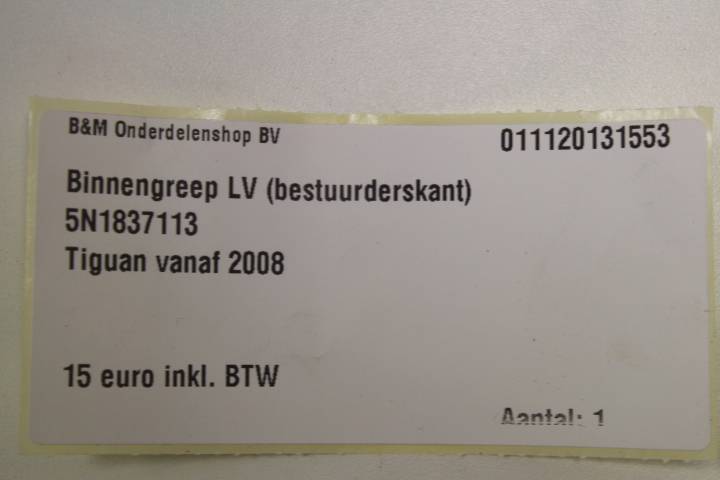 B&M Onderdelenshop BV 011120131553
Binnengreep LV (bestuurderskant)
5N1837113
Tiguan vanaf 2008
15 euro inkl. BTW
Aantal: 1